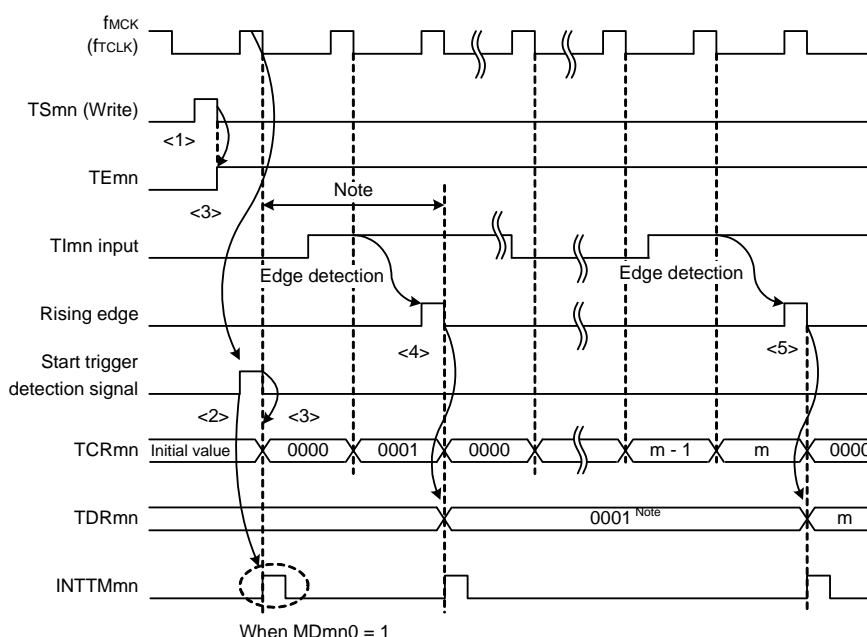 fMCK
(fTCLK)
TSmn (Write)
<1>
TEmn
<3>
Note
TImn input
Edge detection
Edge detection
Rising edge
<4>
<5>
Start trigger
detection signal
<2>
<3>
TCRmn
Initial value
0000
0001
0000
m - 1
m
0000
TDRmn
0001 Note
m
INTTMmn
When MDmn0 = 1